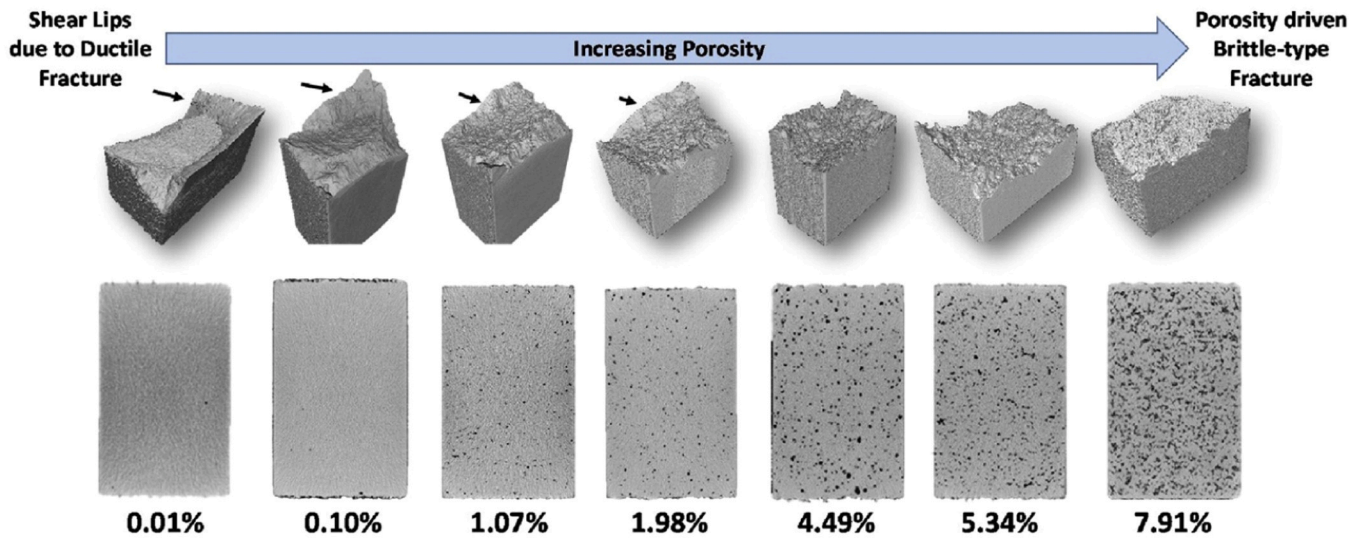 Shear Lips
due to Ductile
Fracture
Increasing Porosity
Porosity driven
Brittle-type
Fracture
0.01%
0.10%
1.07%
1.98%
4.49%
5.34%
7.91%